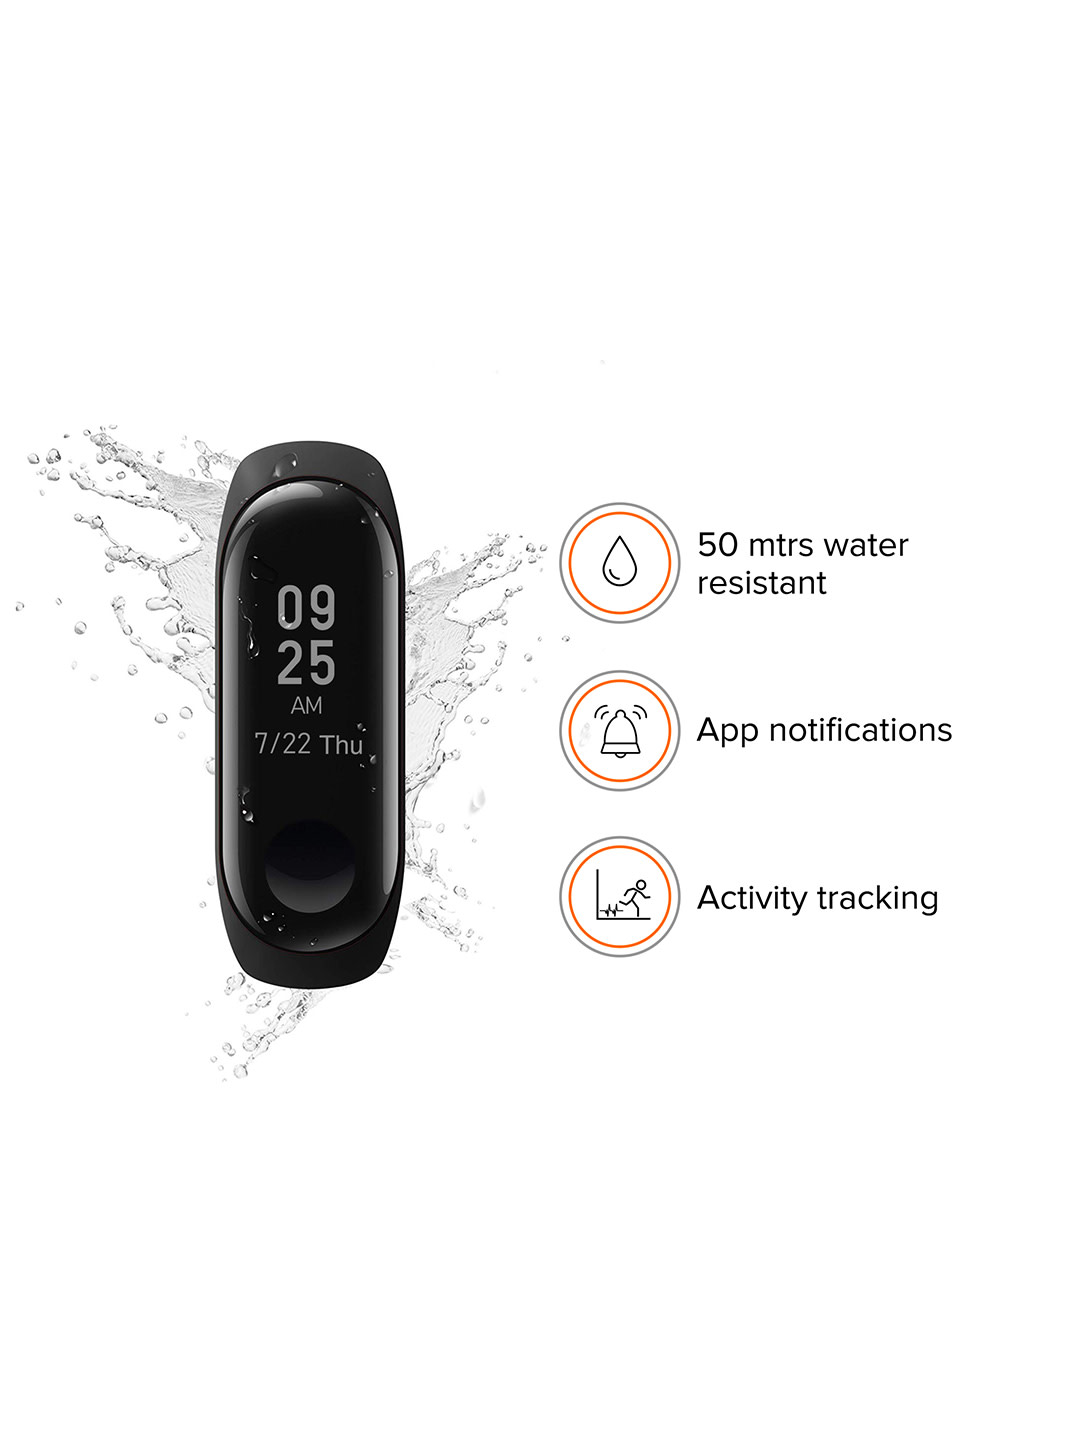 09
25
AM
7/22 Thu
50 mtrs water
resistant
App notifications
Activity tracking